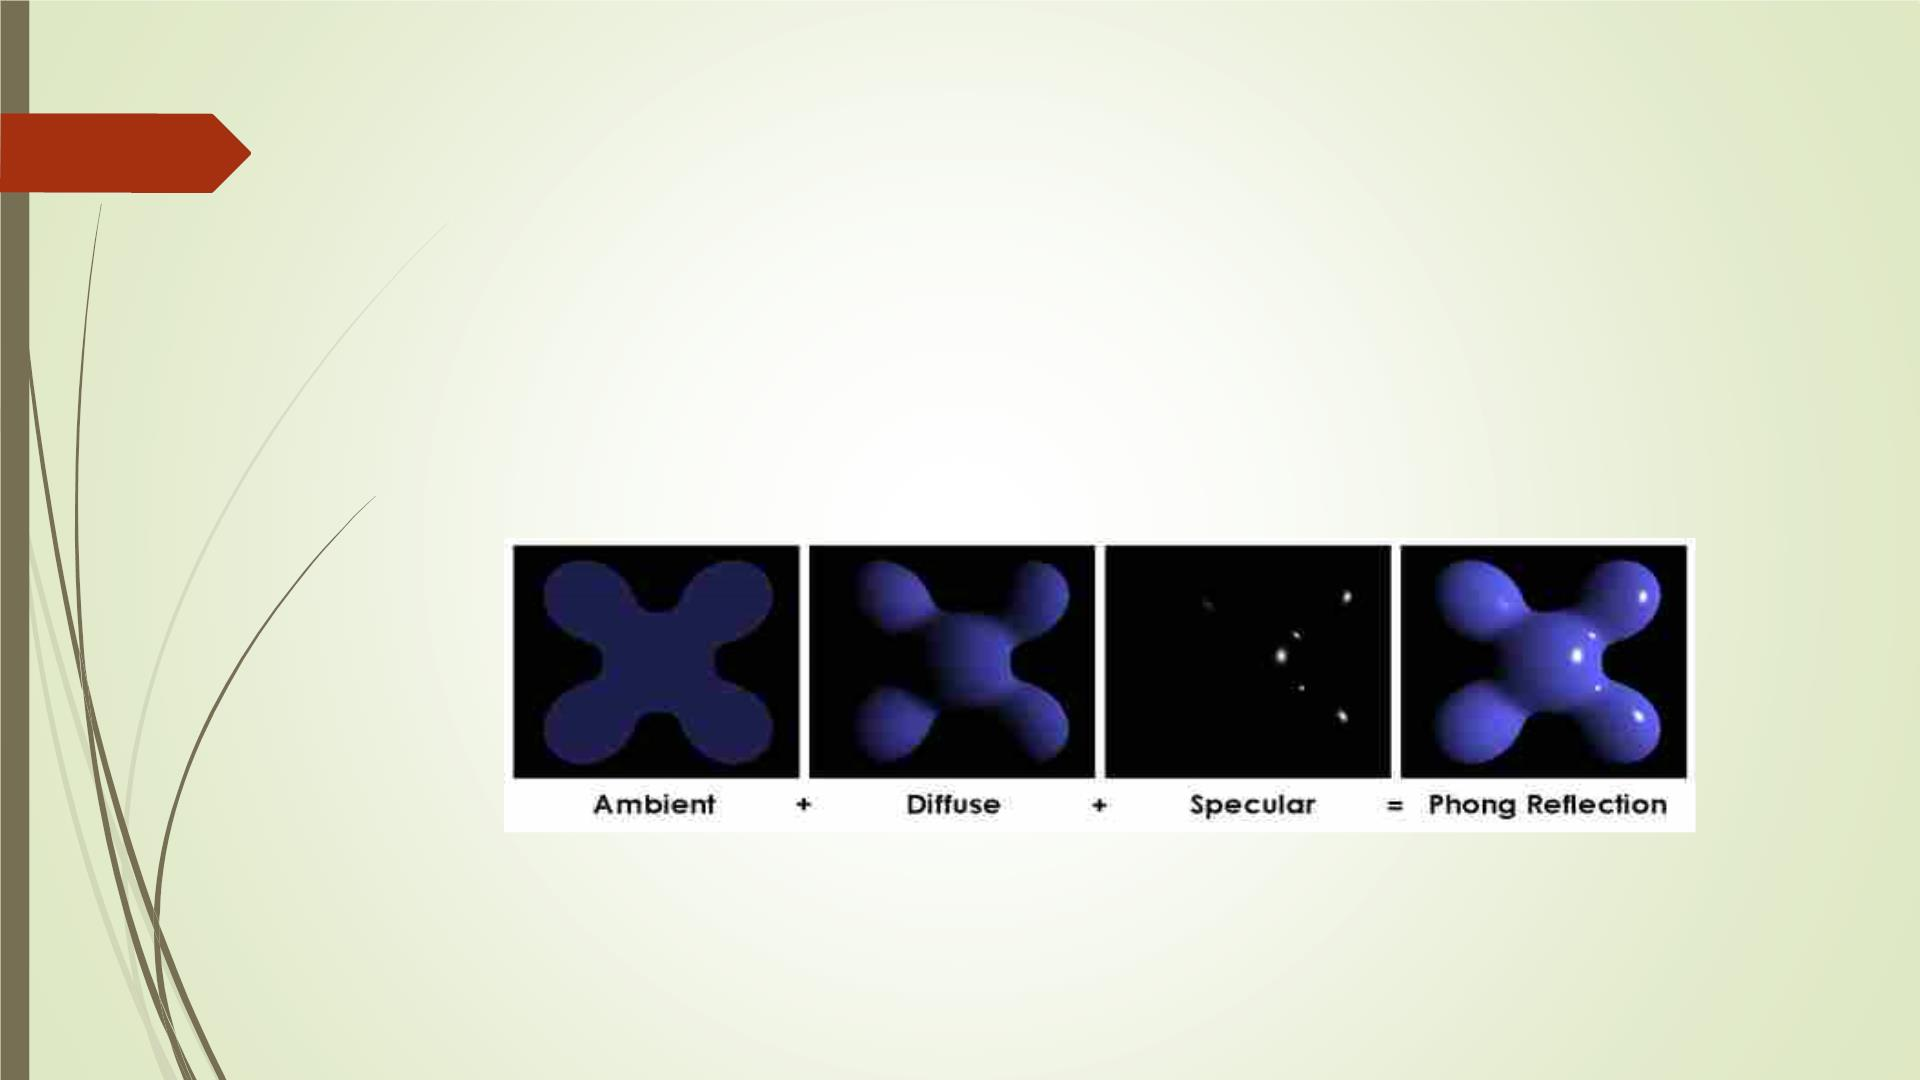 Ambient + Diffuse + Specular = Phong Reflection